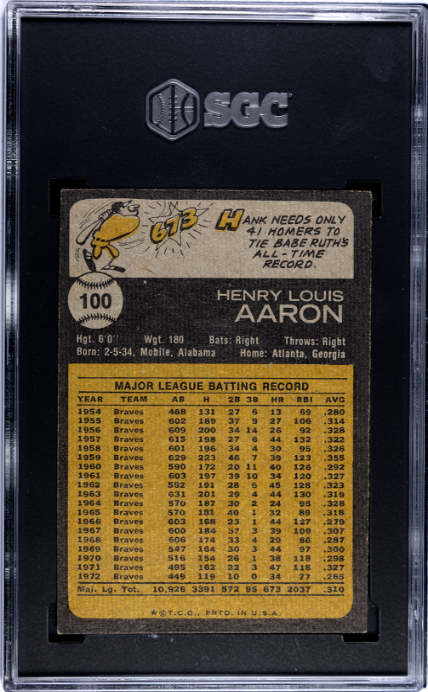 SGC
673
HANK NEEDS ONLY
41 HOMERS TO
TIE BABE RUTH'S
ALL-TIME
RECORD.
100
HENRY LOUIS
AARON
Hgt. 6'0" Wgt. 180 Bats: Right Throws: Right
Born: 2-5-34, Mobile, Alabama Home: Atlanta, Georgia
MAJOR LEAGUE BATTING RECORD
YEAR TEAM AB H 2B 3B HR RBI AVG
1954 Braves 468 131 27 6 13 69 .280
1955 Braves 602 189 37 9 27 106 .314
1956 Braves 609 200 34 14 26 92 .328
1957 Braves 615 198 27 6 44 132 .322
1958 Braves 601 196 34 4 30 95 .326
1959 Braves 629 223 46 7 39 123 .355
1960 Braves 590 172 20 11 40 126 .292
1961 Braves 603 197 39 10 34 120 .327
1962 Braves 592 191 28 6 45 128 .323
1963 Braves 631 201 29 4 44 130 .319
1964 Braves 570 187 30 2 24 95 .328
1965 Braves 570 181 40 1 32 89 .318
1966 Braves 603 168 23 1 44 127 .279
1967 Braves 600 184 37 3 39 109 .307
1968 Braves 606 174 33 4 29 86 .287
1969 Braves 547 164 30 3 44 97 .300
1970 Braves 516 154 26 1 38 118 .298
1971 Braves 495 162 22 3 47 118 .327
1972 Braves 449 119 10 0 34 77 .265
Maj. Lg. Tot. 10,926 3391 572 95 673 2037 .310
★©T.C.G., PRTD. IN U.S.A.